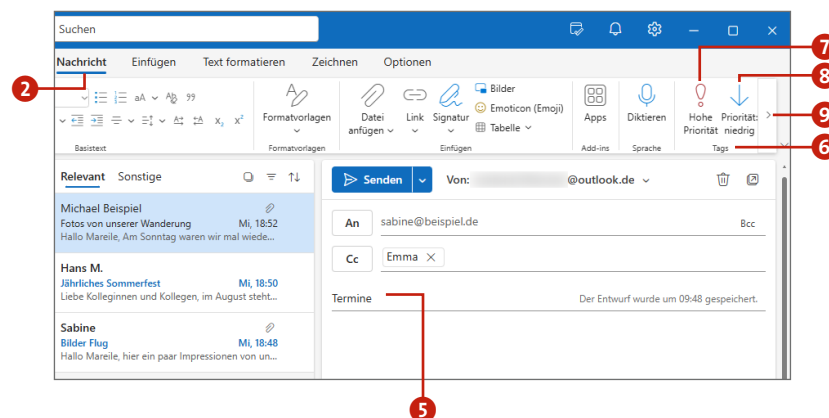 Suchen
Nachricht Einfügen Text formatieren Zeichnen Optionen
7
2
8
aA Ab 99
Bilder
Emoticon (Emoji)
Tabelle
x₂ x²
Formatvorlagen
Datei anfügen
Link
Signatur
Apps
Diktieren
Hohe Priorität
Priorität: niedrig
9
Basistext Formatvorlagen Einfügen Add-ins Sprache Tags
6
Relevant Sonstige
Senden Von: @outlook.de
Michael Beispiel
Fotos von unserer Wanderung Mi, 18:52
Hallo Mareile, Am Sonntag waren wir mal wiede...
An sabine@beispiel.de Bcc
Cc Emma
Hans M.
Jährliches Sommerfest Mi, 18:50
Liebe Kolleginnen und Kollegen, im August steht...
Termine Der Entwurf wurde um 09:48 gespeichert.
Sabine
Bilder Flug Mi, 18:48
Hallo Mareile, hier ein paar Impressionen von un...
5